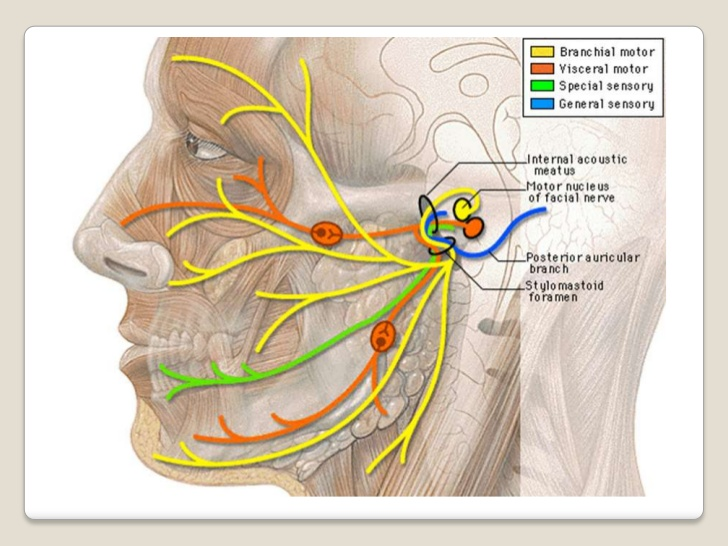 Branchial motor
Visceral motor
Special sensory
General sensory
Internal acoustic
meatus
Motor nucleus
of facial nerve
Posterior auricular
branch
Stylomastoid
foramen